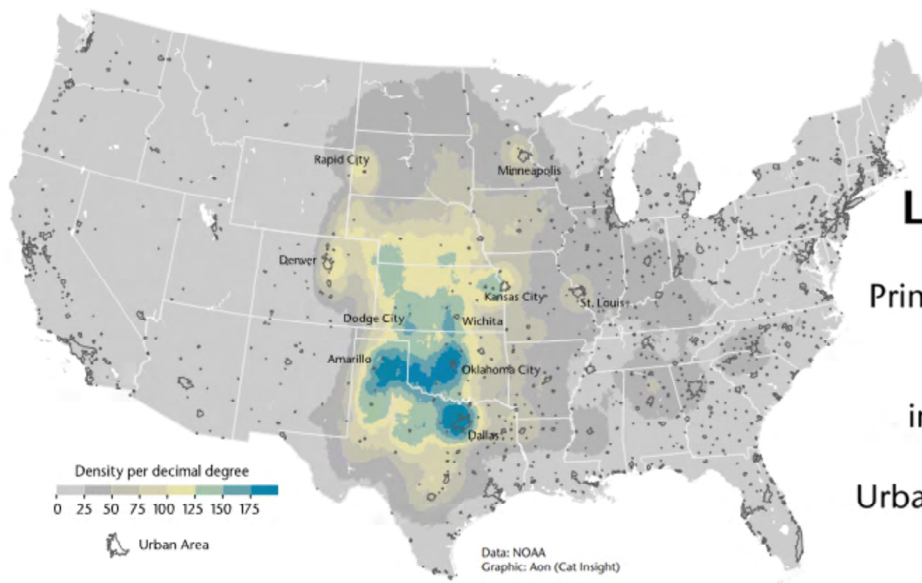 Rapid City
Minneapolis
Denver
Kansas City
St. Louis
Dodge City
Wichita
Amarillo
Oklahoma City
Dallas
L
Prin
in
Urba
Density per decimal degree
0 25 50 75 100 125 150 175
Urban Area
Data: NOAA
Graphic: Aon (Cat Insight)